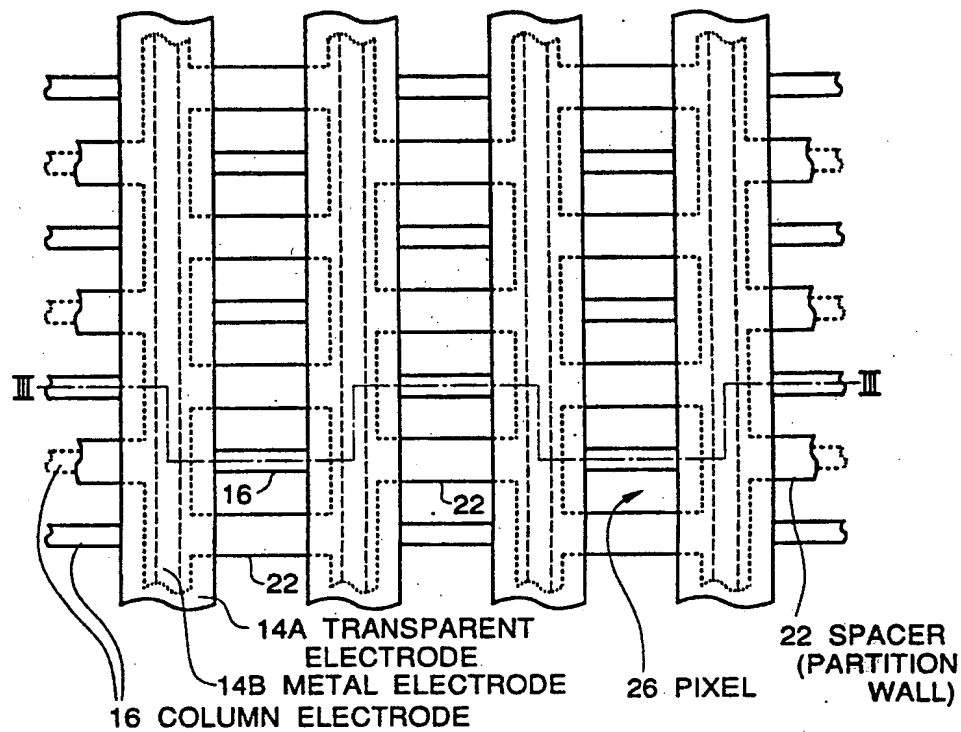 III
III
16
22
22
14A TRANSPARENT
ELECTRODE
14B METAL ELECTRODE
16 COLUMN ELECTRODE
26 PIXEL
22 SPACER
(PARTITION
WALL)